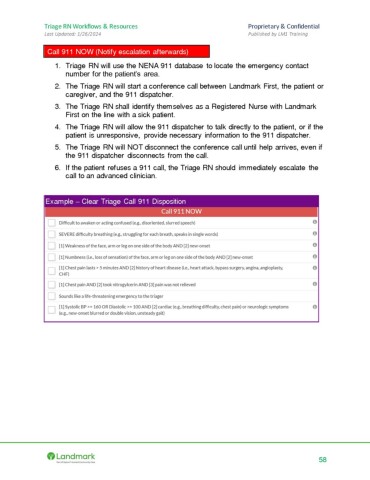 Triage RN Workflows & Resources Proprietary & Confidential
Last Updated: 1/26/2024 Published by LM1 Training
Call 911 NOW (Notify escalation afterwards)
1. Triage RN will use the NENA 911 database to locate the emergency contact
number for the patient's area.
2. The Triage RN will start a conference call between Landmark First, the patient or
caregiver, and the 911 dispatcher.
3. The Triage RN shall identify themselves as a Registered Nurse with Landmark
First on the line with a sick patient.
4. The Triage RN will allow the 911 dispatcher to talk directly to the patient, or if the
patient is unresponsive, provide necessary information to the 911 dispatcher.
5. The Triage RN will NOT disconnect the conference call until help arrives, even if
the 911 dispatcher disconnects from the call.
6. If the patient refuses a 911 call, the Triage RN should immediately escalate the
call to an advanced clinician.
Example – Clear Triage Call 911 Disposition
Call 911 NOW
Difficult to awaken or acting confused (e.g., disoriented, slurred speech)
SEVERE difficulty breathing (e.g., struggling for each breath, speaks in single words)
[1] Weakness of the face, arm or leg on one side of the body AND [2] new onset
[1] Numbness (i.e., loss of sensation) of the face, arm or leg on one side of the body AND [2] new onset
[1] Chest pain lasts > 5 minutes AND [2] history of heart disease (i.e., heart attack, bypass surgery, angina, angioplasty,
CHF)
[1] Chest pain AND [2] took nitroglycerin AND [3] pain was not relieved
Sounds like a life-threatening emergency to the triager
[1] Systolic BP >= 160 OR Diastolic >= 100 AND [2] cardiac (e.g., breathing difficulty, chest pain) or neurologic symptoms
(e.g., new-onset blurred or double vision, unsteady gait)
Landmark
58